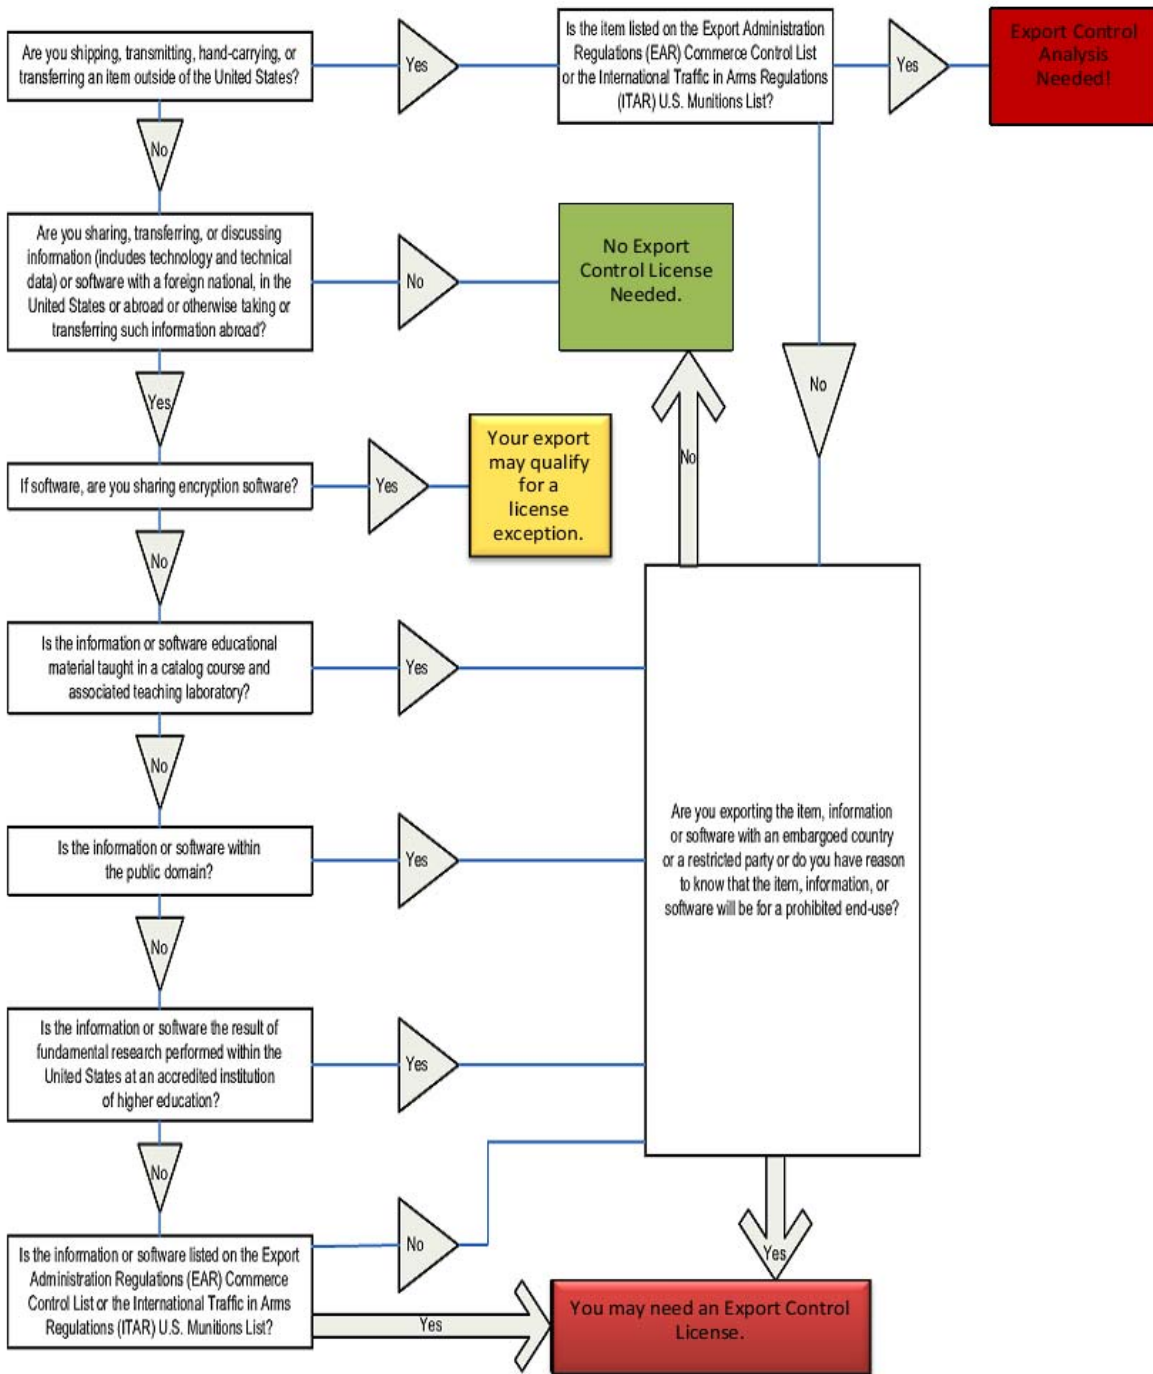 Are you shipping, transmitting, hand-carrying, or
transferring an item outside of the United States?
Yes
Is the item listed on the Export Administration
Regulations (EAR) Commerce Control List
or the International Traffic in Arms Regulations
(ITAR) U.S. Munitions List?
Yes
Export Control
Analysis
Needed!
No
Are you sharing, transferring, or discussing
information (includes technology and technical
data) or software with a foreign national, in the
United States or abroad or otherwise taking or
transferring such information abroad?
No
No Export
Control License
Needed.
No
Yes
If software, are you sharing encryption software?
Yes
Your export
may qualify
for a
license
exception.
No
No
Is the information or software educational
material taught in a catalog course and
associated teaching laboratory?
Yes
No
Is the information or software within
the public domain?
Yes
Are you exporting the item, information
or software with an embargoed country
or a restricted party or do you have reason
to know that the item, information, or
software will be for a prohibited end-use?
No
Is the information or software the result of
fundamental research performed within the
United States at an accredited institution
of higher education?
Yes
No
Is the information or software listed on the Export
Administration Regulations (EAR) Commerce
Control List or the International Traffic in Arms
Regulations (ITAR) U.S. Munitions List?
No
Yes
Yes
You may need an Export Control
License.